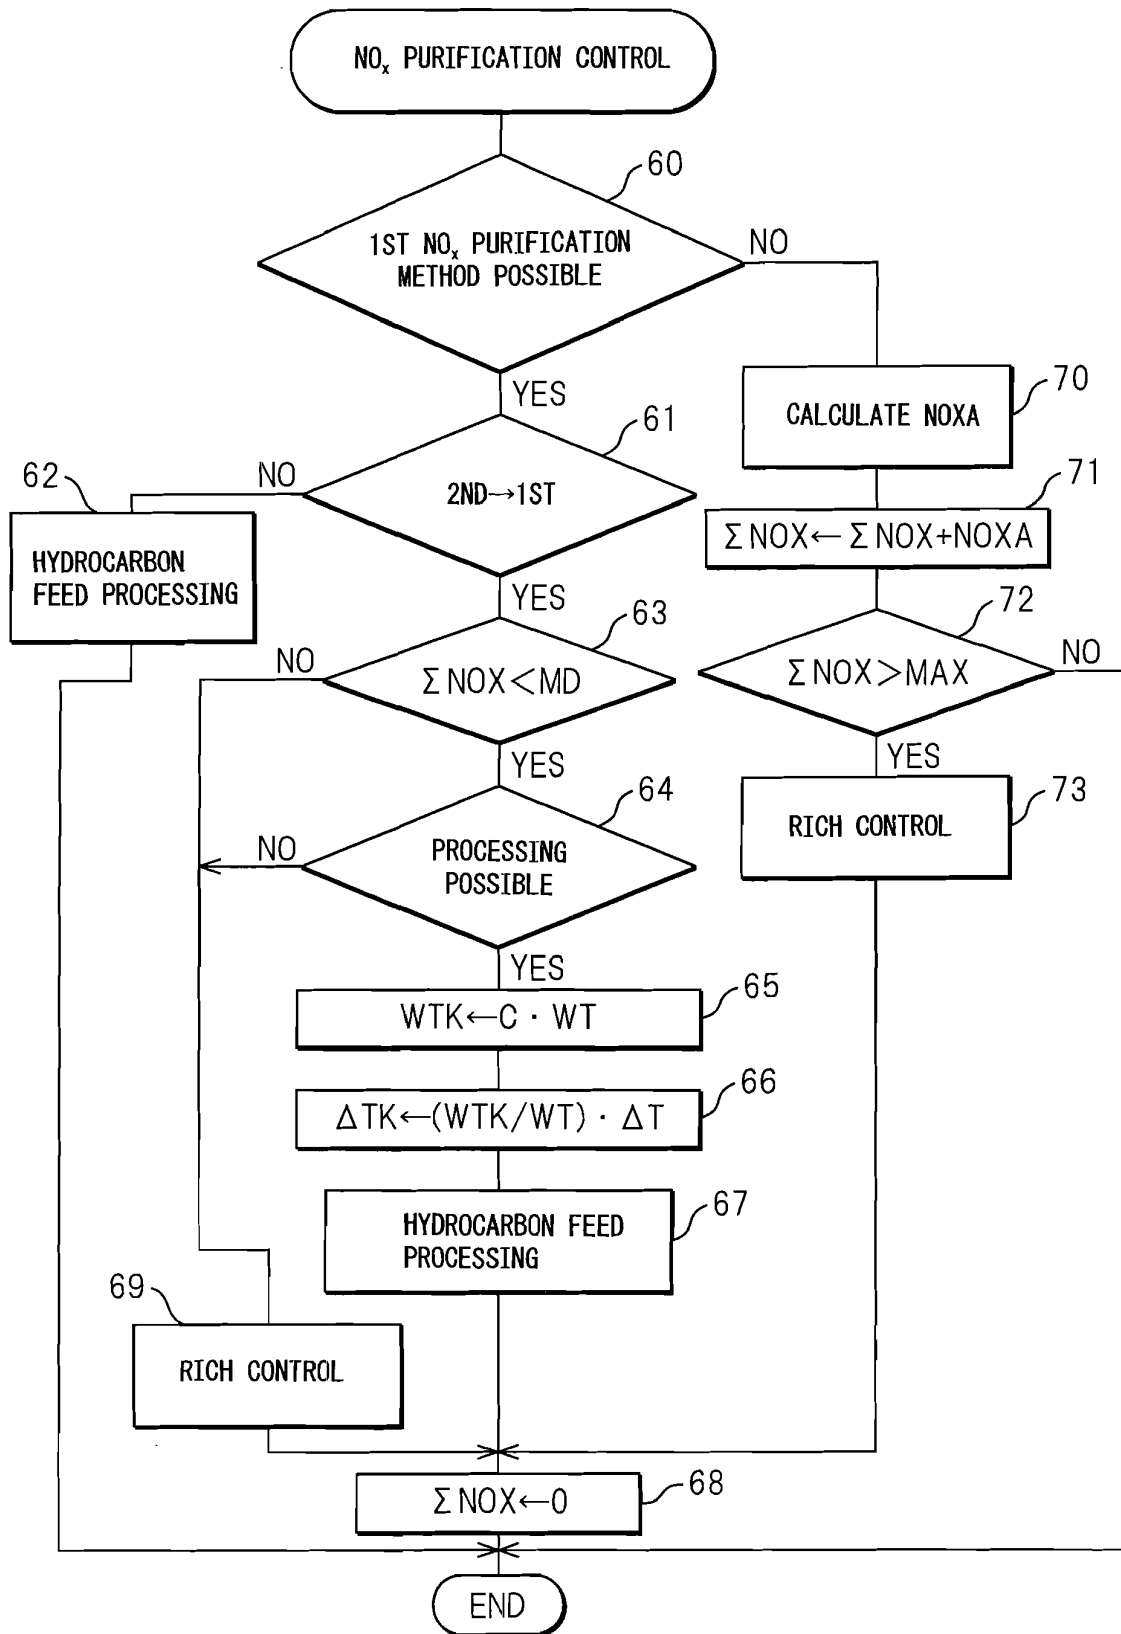 NOx PURIFICATION CONTROL
60
1ST NOx PURIFICATION
METHOD POSSIBLE
NO
YES
70
CALCULATE NOXA
61
2ND→1ST
NO
YES
62
HYDROCARBON
FEED PROCESSING
71
ΣNOX←ΣNOX+NOXA
63
ΣNOX<MD
NO
YES
72
ΣNOX>MAX
NO
YES
64
PROCESSING
POSSIBLE
NO
YES
73
RICH CONTROL
65
WTK←C·WT
66
ΔTK←(WTK/WT)·ΔT
67
HYDROCARBON FEED
PROCESSING
69
RICH CONTROL
68
ΣNOX←0
END